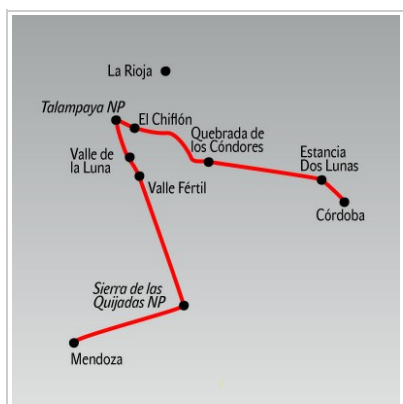 La Rioja
Talampaya NP
El Chiflón
Quebrada de
los Cóndores
Valle de
la Luna
Estancia
Dos Lunas
Valle Fértil
Córdoba
Sierra de las
Quijadas NP
Mendoza